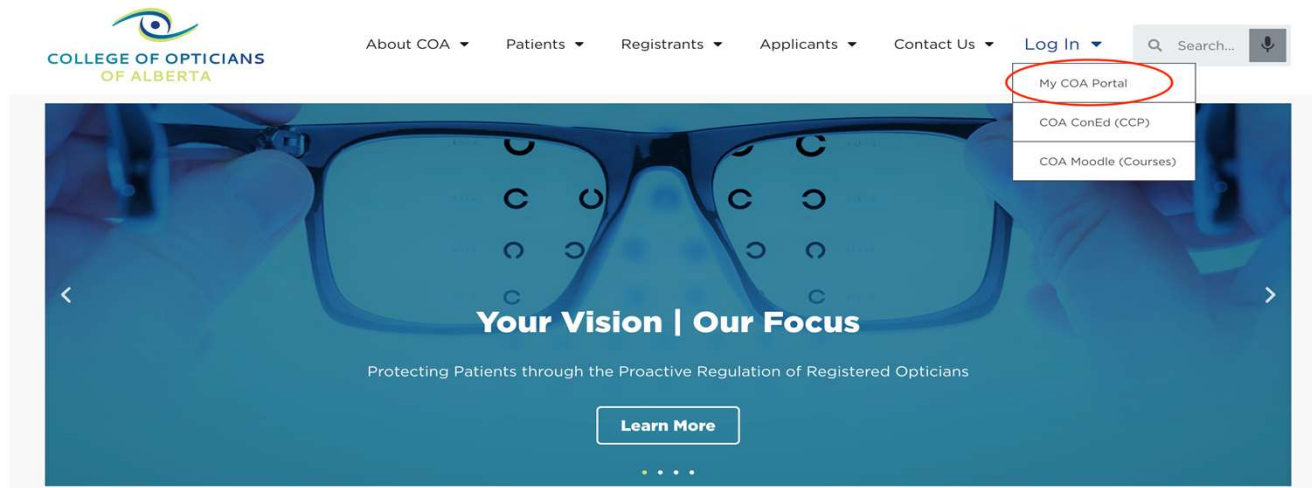 COLLEGE OF OPTICIANS
OF ALBERTA
About COA
Patients
Registrants
Applicants
Contact Us
Log In
Search...
My COA Portal
COA ConEd (CCP)
COA Moodle (Courses)
Your Vision | Our Focus
Protecting Patients through the Proactive Regulation of Registered Opticians
Learn More